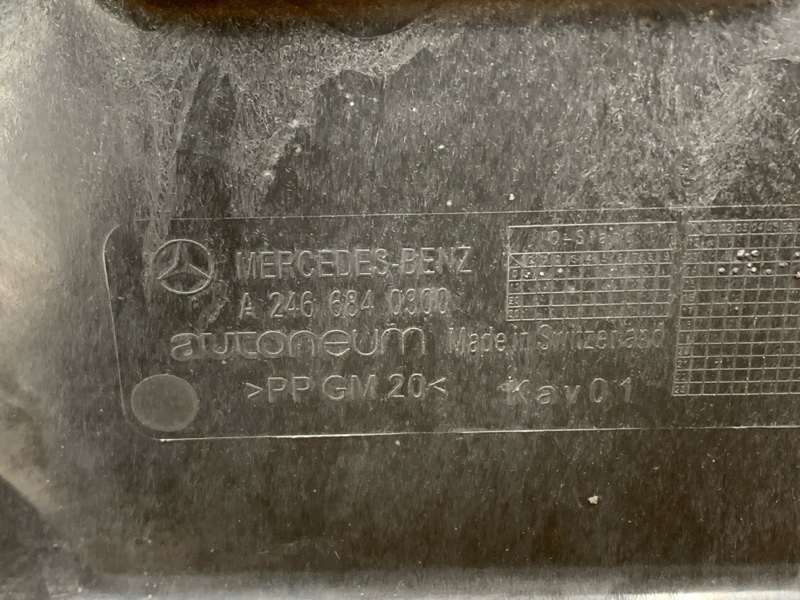 MERCEDES-BENZ
A 246 684 0300
autoneum Made in Switzerland
>PP GM 20< Kav01